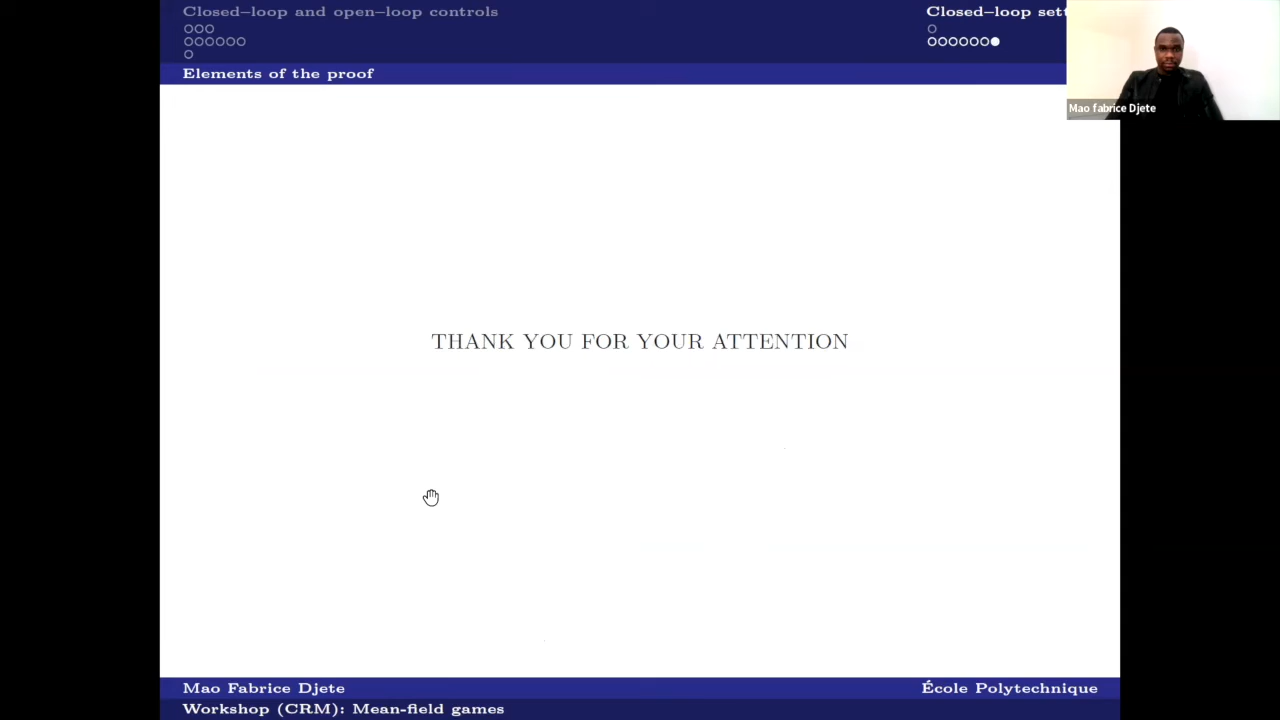 Closed–loop and open–loop controls
Closed–loop sett
Elements of the proof
Mao fabrice Djete
THANK YOU FOR YOUR ATTENTION
Mao Fabrice Djete
École Polytechnique
Workshop (CRM): Mean-field games